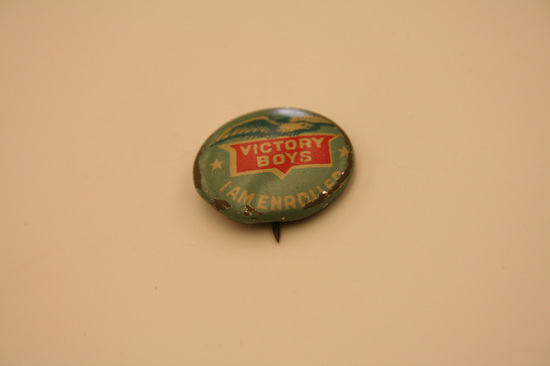 VICTORY
BOYS
I AM ENROLLED